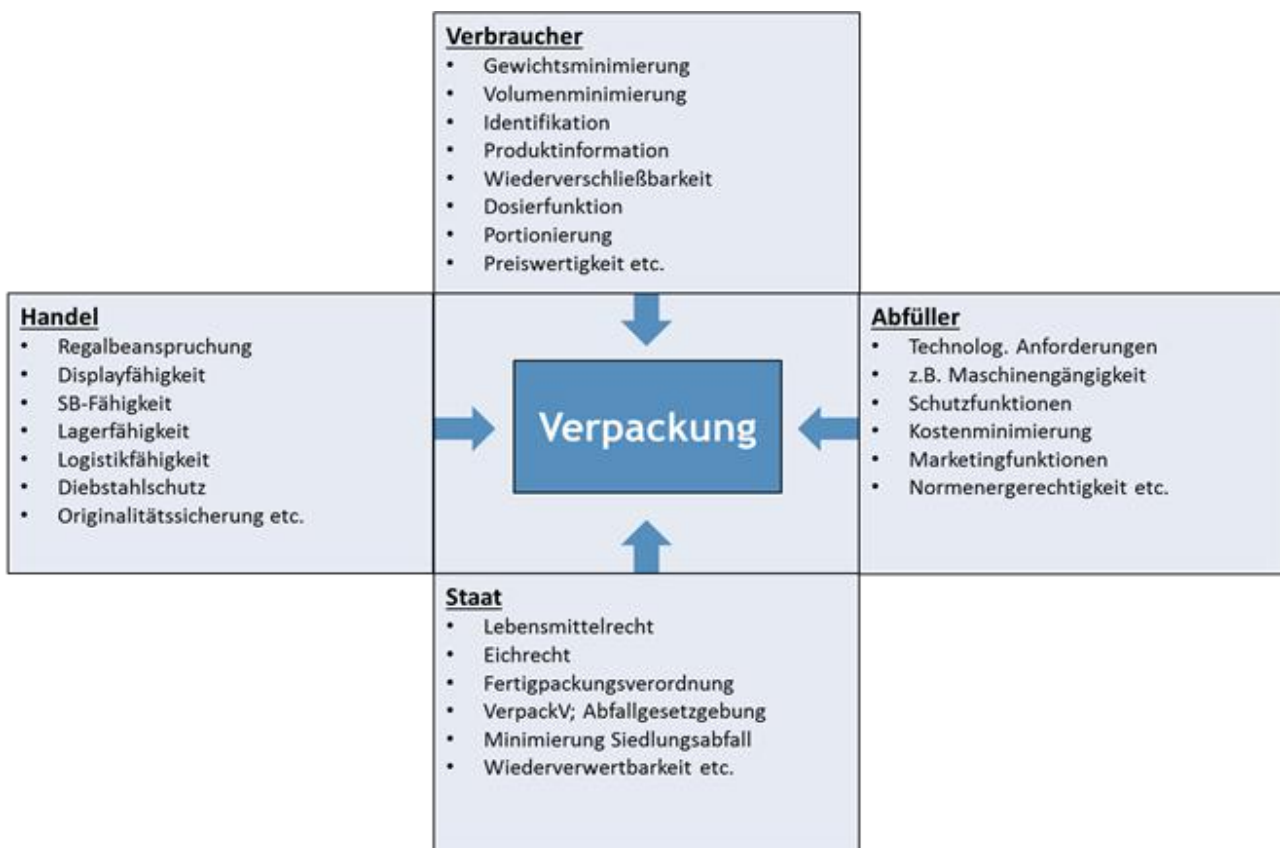 Verbraucher
• Gewichtsminimierung
• Volumenminimierung
• Identifikation
• Produktinformation
• Wiederverschließbarkeit
• Dosierfunktion
• Portionierung
• Preiswertigkeit etc.
Handel
• Regalbeanspruchung
• Displayfähigkeit
• SB-Fähigkeit
• Lagerfähigkeit
• Logistikfähigkeit
• Diebstahlschutz
• Originalitätssicherung etc.
Verpackung
Abfüller
• Technolog. Anforderungen
• z.B. Maschinengängigkeit
• Schutzfunktionen
• Kostenminimierung
• Marketingfunktionen
• Normenergerechtigkeit etc.
Staat
• Lebensmittelrecht
• Eichrecht
• Fertigpackungsverordnung
• VerpackV; Abfallgesetzgebung
• Minimierung Siedlungsabfall
• Wiederverwertbarkeit etc.